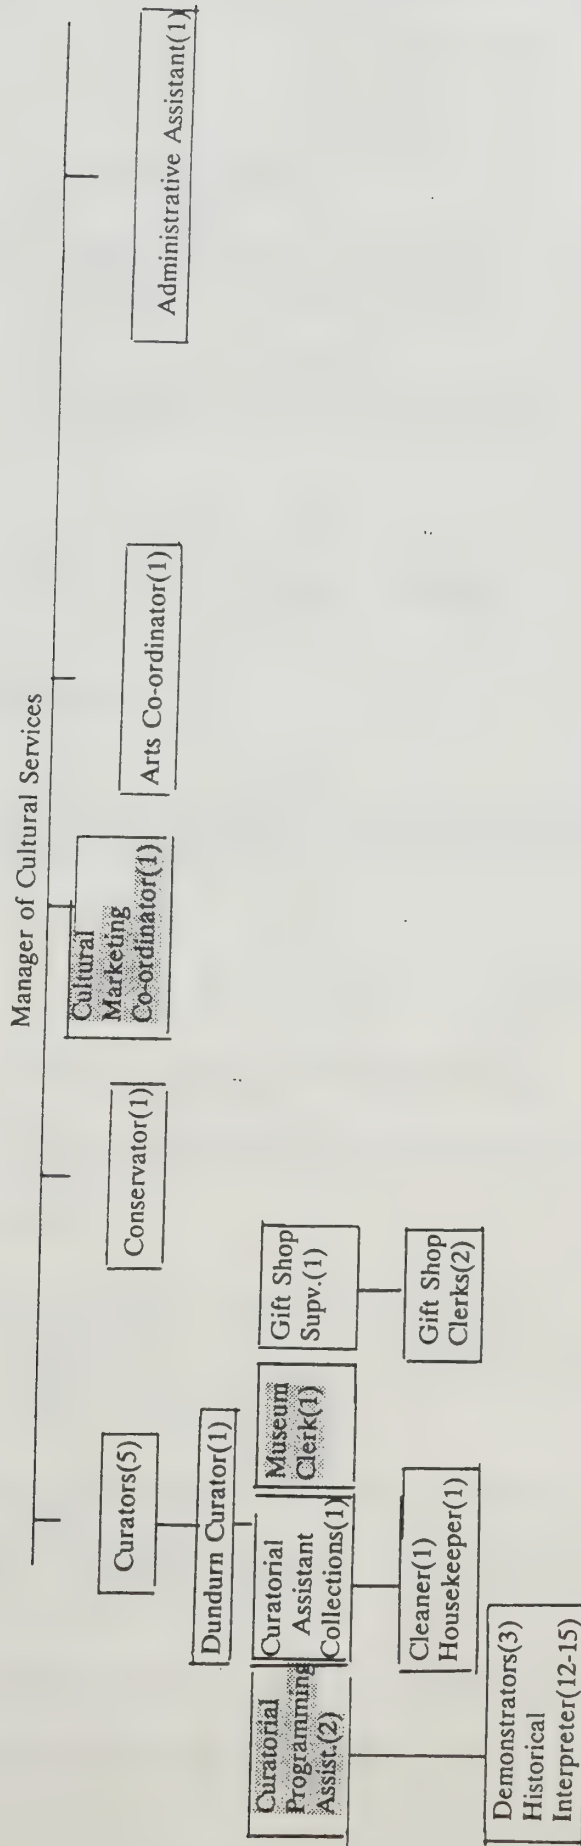 Manager of Cultural Services
Curators(5)
Conservator(1)
Cultural
Marketing
Co-ordinator(1)
Arts Co-ordinator(1)
Administrative Assistant(1)
Dundurn Curator(1)
Curatorial
Programming
Assist.(2)
Curatorial
Assistant
Collections(1)
Museum
Clerk(1)
Gift Shop
Supv.(1)
Cleaner(1)
Housekeeper(1)
Gift Shop
Clerks(2)
Demonstrators(3)
Historical
Interpreter(12-15)